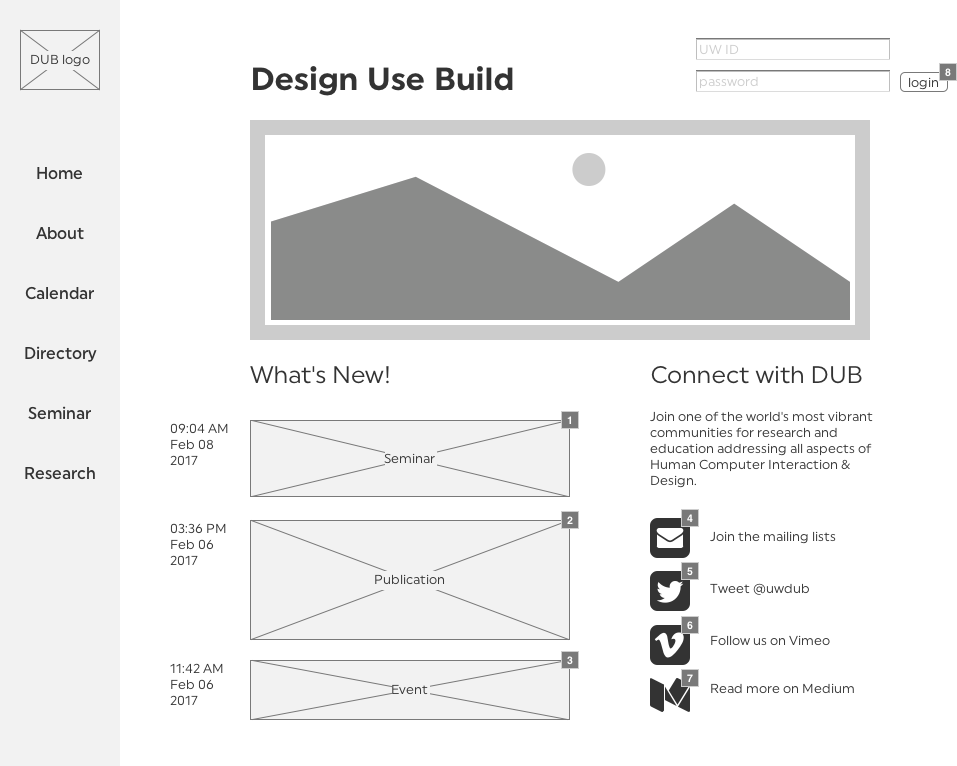 DUB logo
Home
About
Calendar
Directory
Seminar
Research
Design Use Build
UW ID
password
login
8
What's New!
09:04 AM
Feb 08
2017
Seminar
1
03:36 PM
Feb 06
2017
Publication
2
11:42 AM
Feb 06
2017
Event
3
Connect with DUB
Join one of the world's most vibrant
communities for research and
education addressing all aspects of
Human Computer Interaction &
Design.
4
Join the mailing lists
5
Tweet @uwdub
6
Follow us on Vimeo
7
Read more on Medium